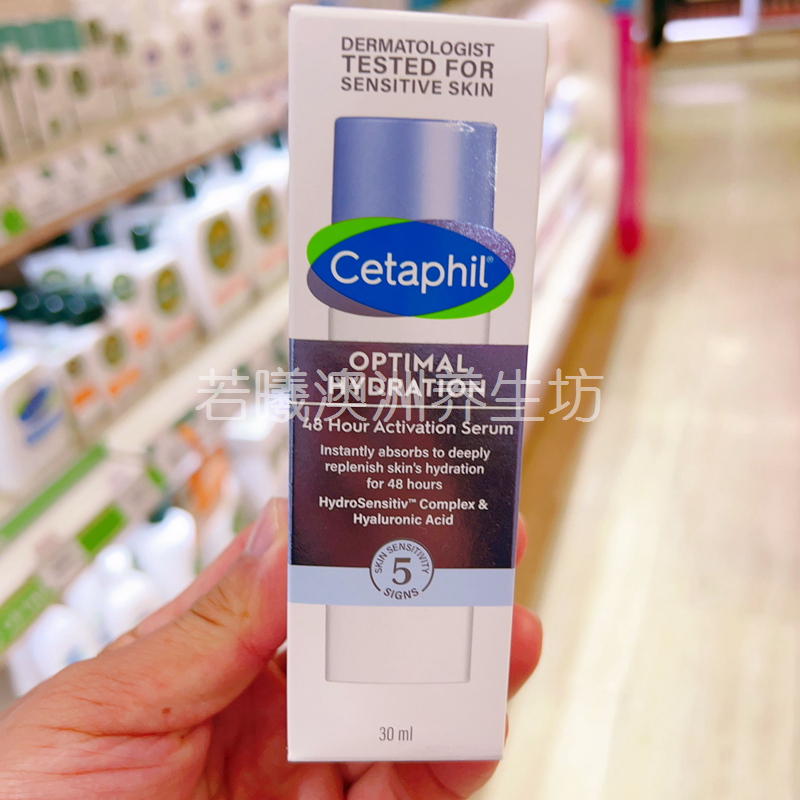 DERMATOLOGIST
TESTED FOR
SENSITIVE SKIN
Cetaphil®
OPTIMAL
HYDRATION
若曦澳洲养生坊
48 Hour Activation Serum
Instantly absorbs to deeply
replenish skin's hydration
for 48 hours
HydroSensitiv™ Complex &
Hyaluronic Acid
SKIN SENSITIVITY
5
SIGNS
30 ml